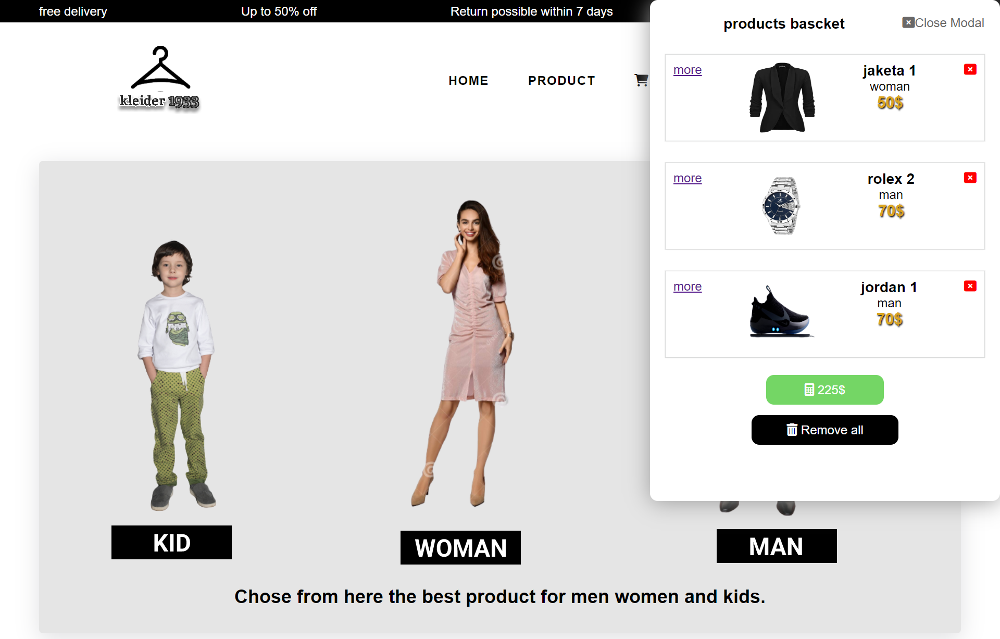 free delivery
Up to 50% off
Return possible within 7 days
kleider 1933
HOME
PRODUCT
products bascket
Close Modal
more
jaketa 1
woman
50$
more
rolex 2
man
70$
more
jordan 1
man
70$
225$
Remove all
KID
WOMAN
MAN
Chose from here the best product for men women and kids.